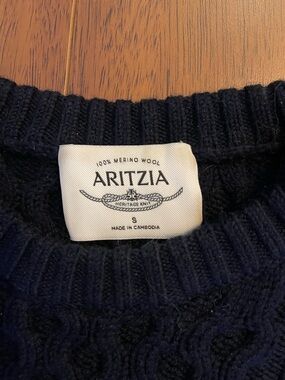 100% MERINO WOOL
ARITZIA
HERITAGE KNIT
S
MADE IN CAMBODIA